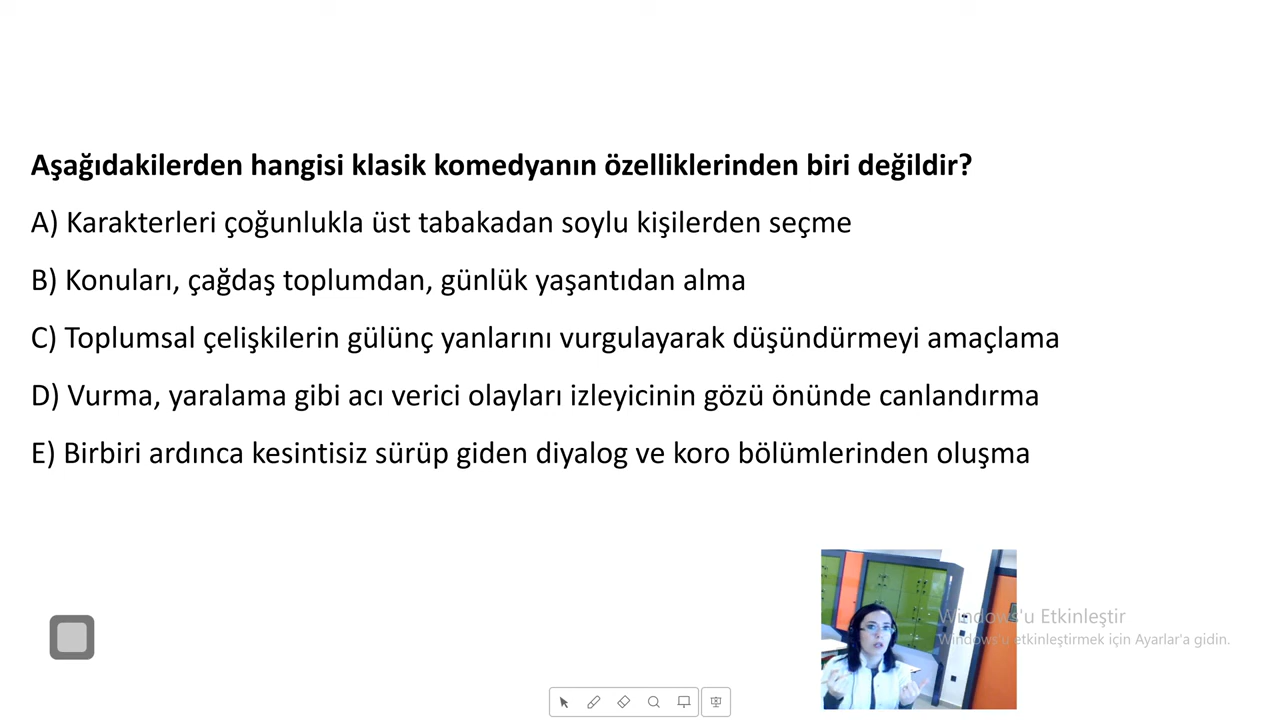 Aşağıdakilerden hangisi klasik komedyanın özelliklerinden biri değildir?
A) Karakterleri çoğunlukla üst tabakadan soylu kişilerden seçme
B) Konuları, çağdaş toplumdan, günlük yaşantıdan alma
C) Toplumsal çelişkilerin gülünç yanlarını vurgulayarak düşündürmeyi amaçlama
D) Vurma, yaralama gibi acı verici olayları izleyicinin gözü önünde canlandırma
E) Birbiri ardınca kesintisiz sürüp giden diyalog ve koro bölümlerinden oluşma
Windows'u Etkinleştir
Windows'u etkinleştirmek için Ayarlar'a gidin.